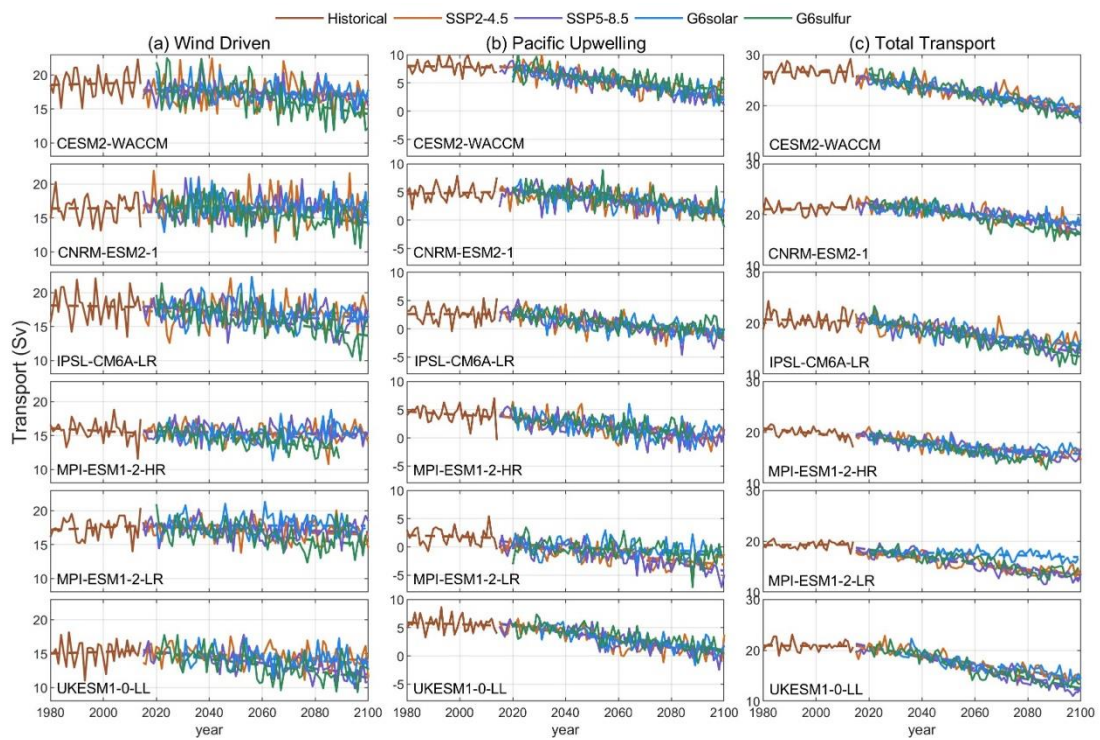 Historical SSP2-4.5 SSP5-8.5 G6solar G6sulfur
(a) Wind Driven (b) Pacific Upwelling (c) Total Transport
20
15
10
CESM2-WACCM
10
5
0
-5
CESM2-WACCM
30
20
10
CESM2-WACCM
20
15
10
CNRM-ESM2-1
10
5
0
-5
CNRM-ESM2-1
20
10
CNRM-ESM2-1
Transport (Sv)
20
15
10
IPSL-CM6A-LR
10
5
0
-5
IPSL-CM6A-LR
30
20
10
IPSL-CM6A-LR
20
15
10
MPI-ESM1-2-HR
10
5
0
-5
MPI-ESM1-2-HR
30
20
10
MPI-ESM1-2-HR
20
15
10
MPI-ESM1-2-LR
10
5
0
-5
MPI-ESM1-2-LR
30
20
10
MPI-ESM1-2-LR
20
15
10
UKESM1-0-LL
10
5
0
-5
UKESM1-0-LL
30
20
10
UKESM1-0-LL
1980 2000 2020 2040 2060 2080 2100
1980 2000 2020 2040 2060 2080 2100
1980 2000 2020 2040 2060 2080 2100
year year year